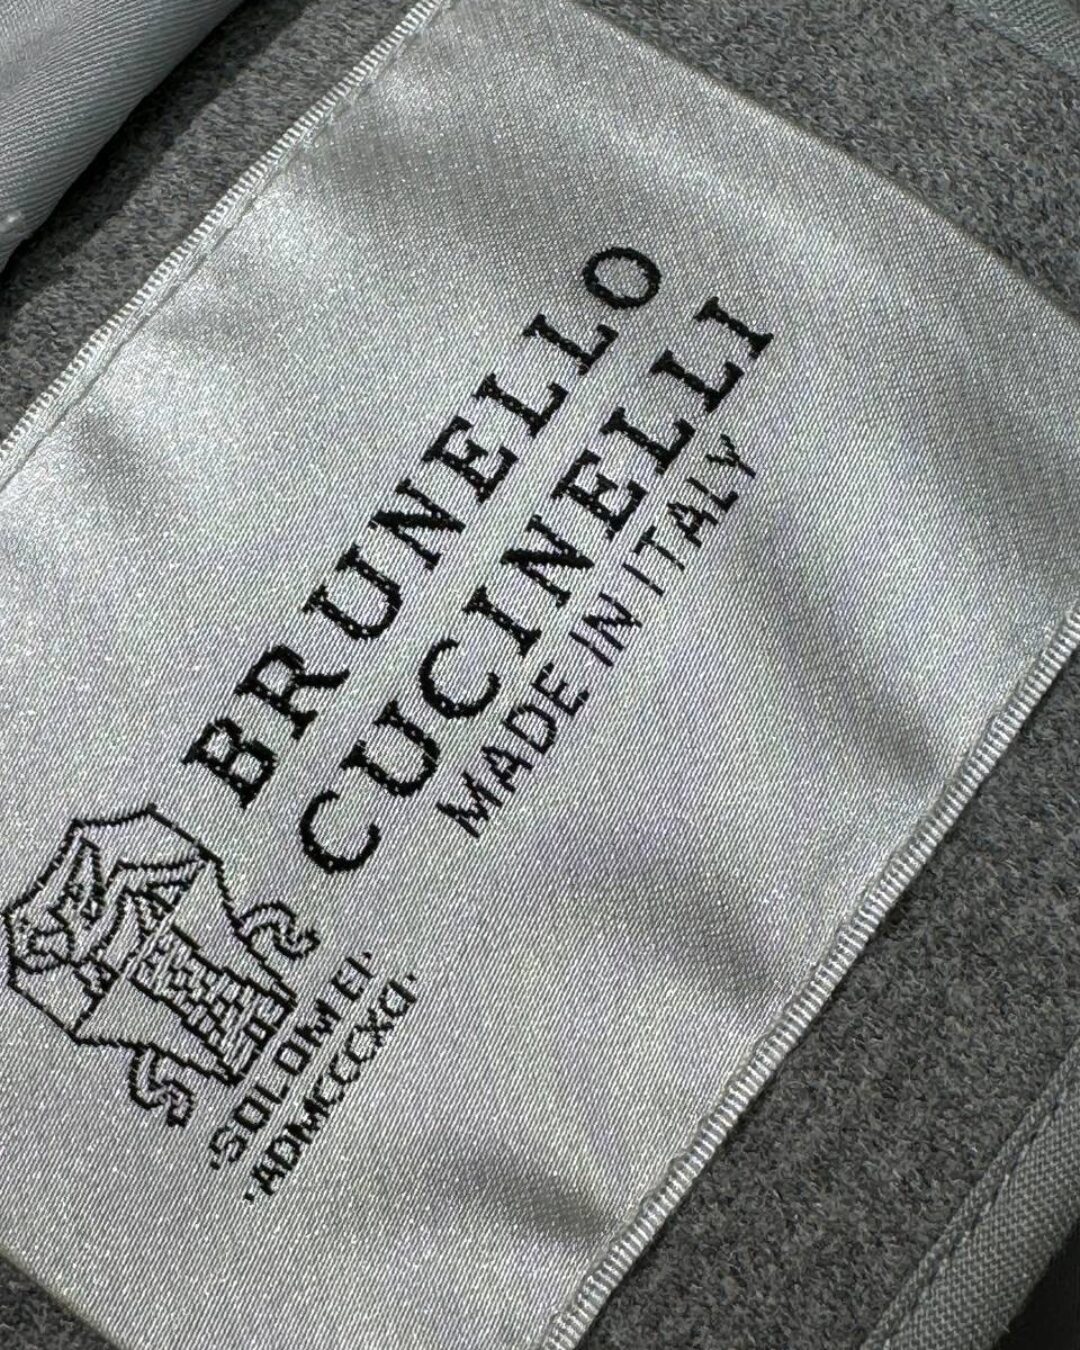 BRUNELLO
CUCINELLI
MADE IN ITALY
·SOLOMEI·
·ADMCCCXCI·